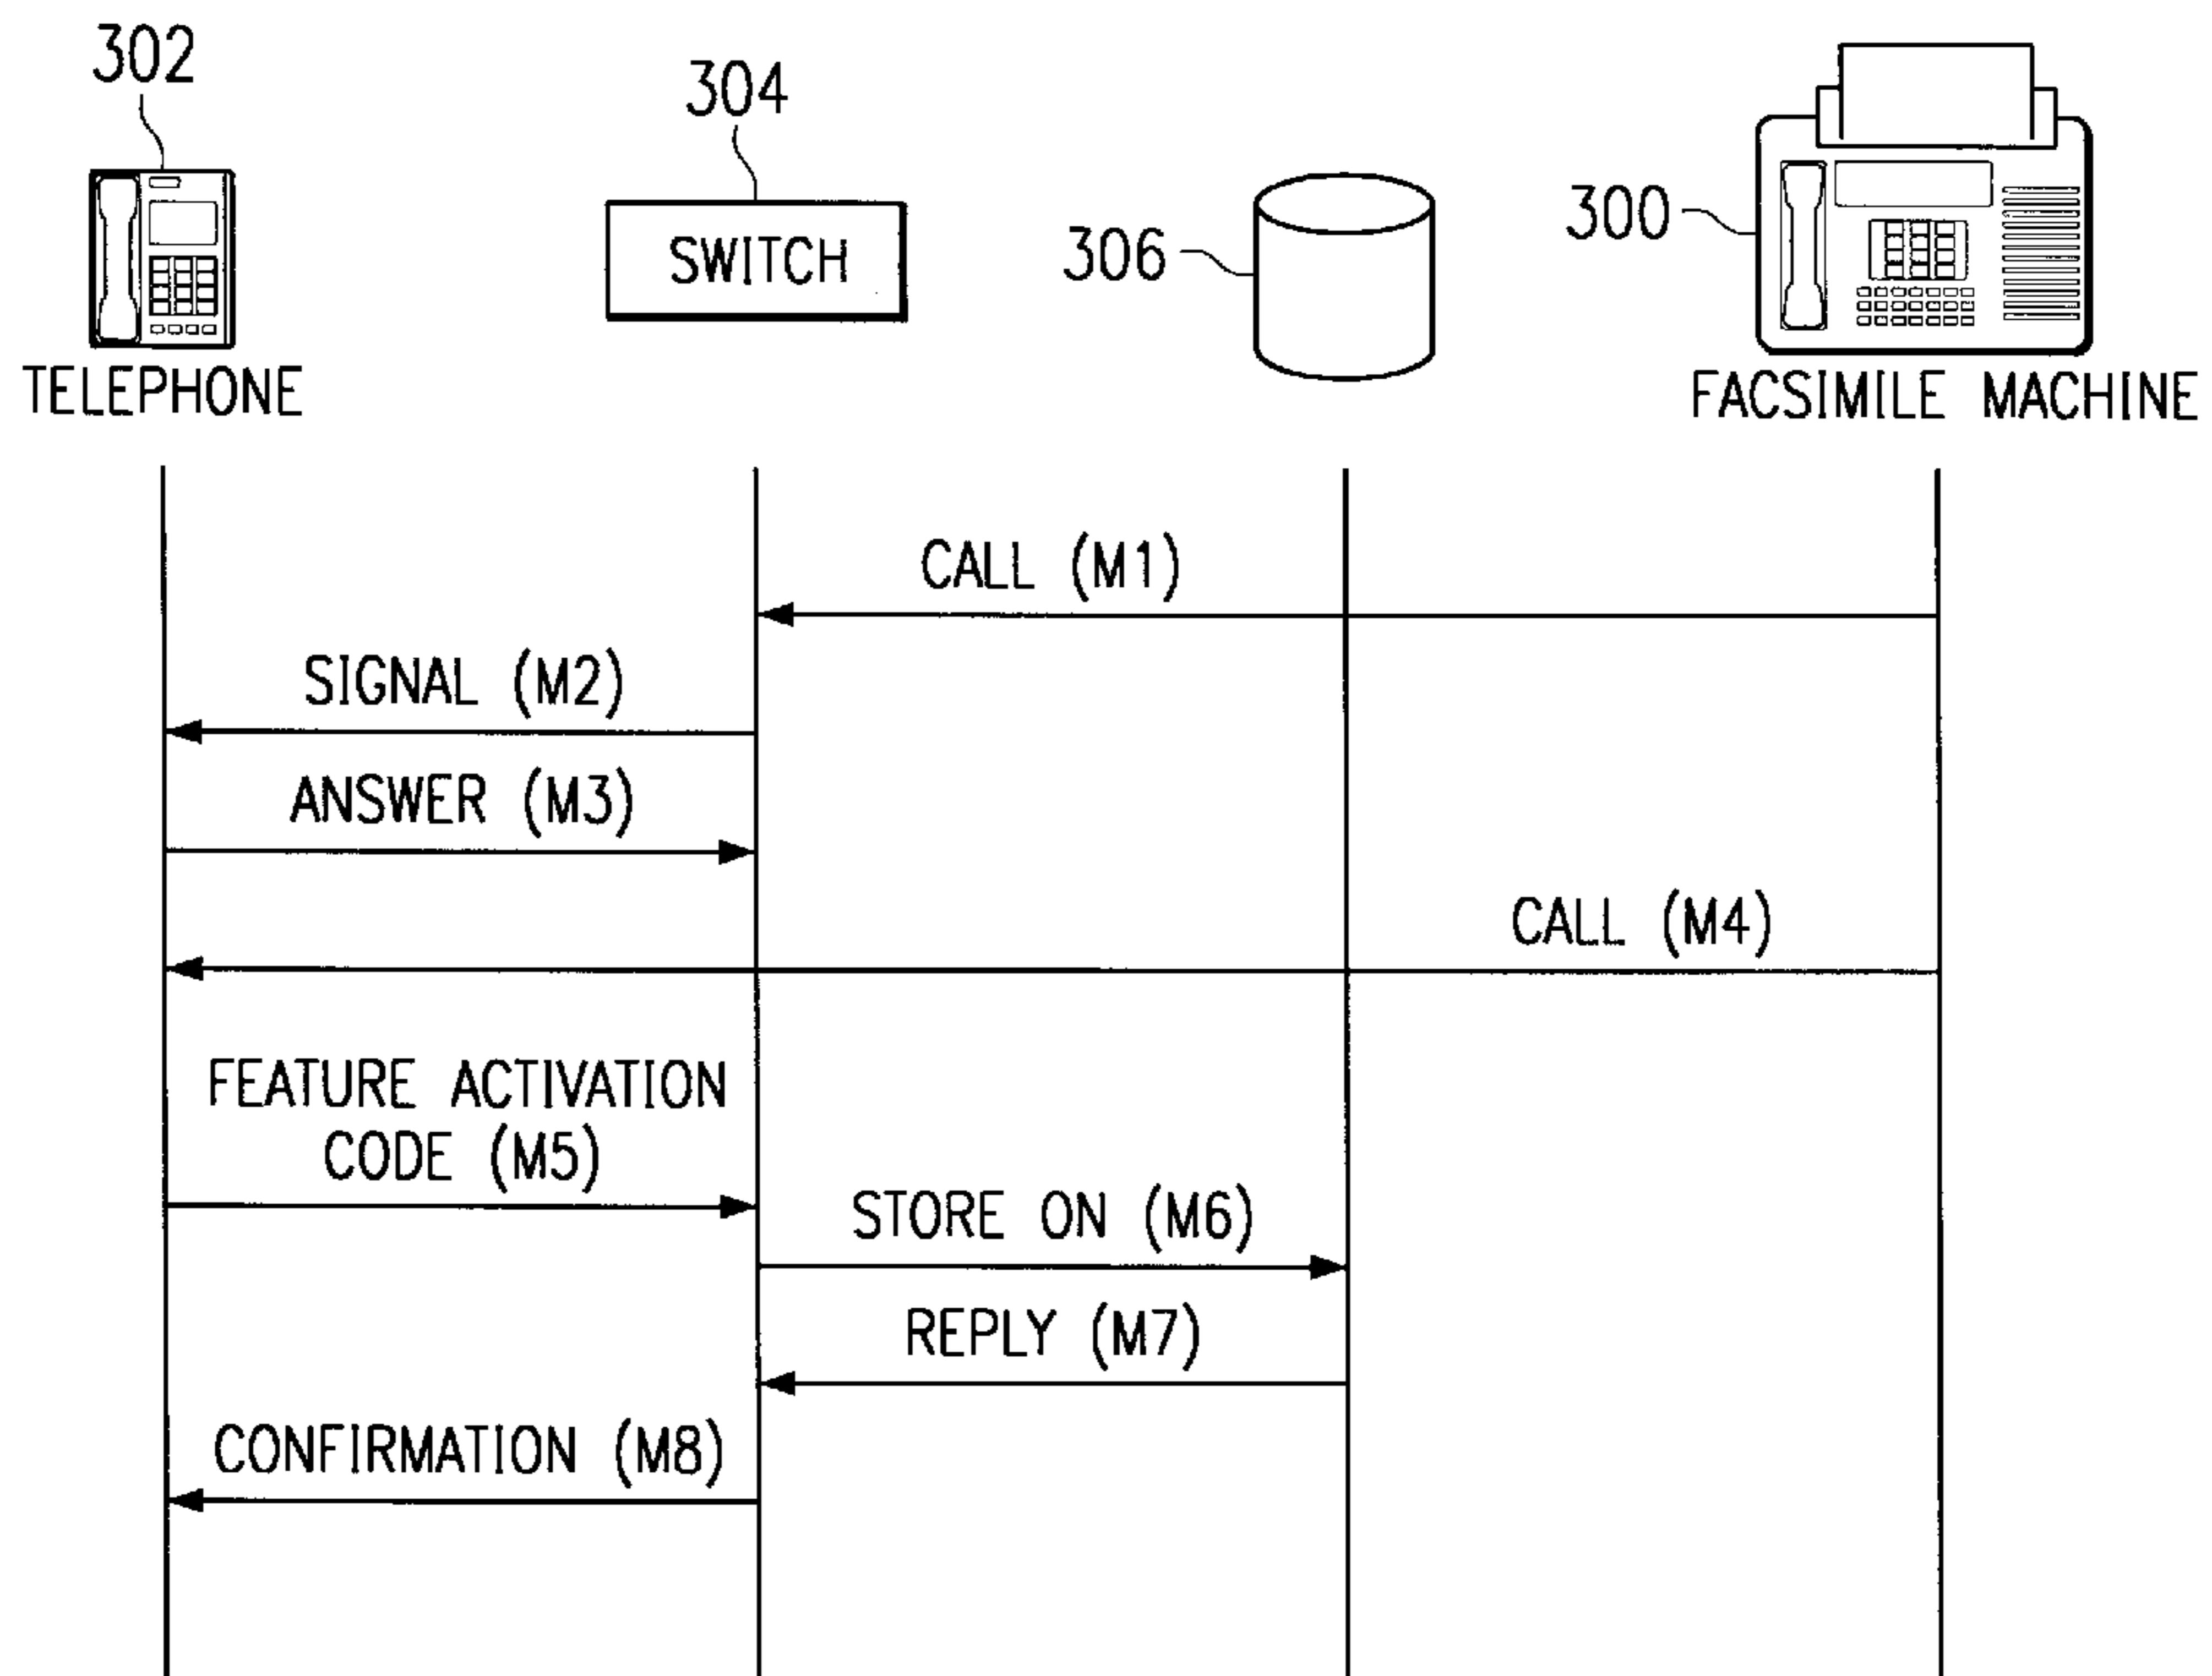 302
304
306
300
SWITCH
TELEPHONE
FACSIMILE MACHINE
CALL (M1)
SIGNAL (M2)
ANSWER (M3)
CALL (M4)
FEATURE ACTIVATION
CODE (M5)
STORE ON (M6)
REPLY (M7)
CONFIRMATION (M8)